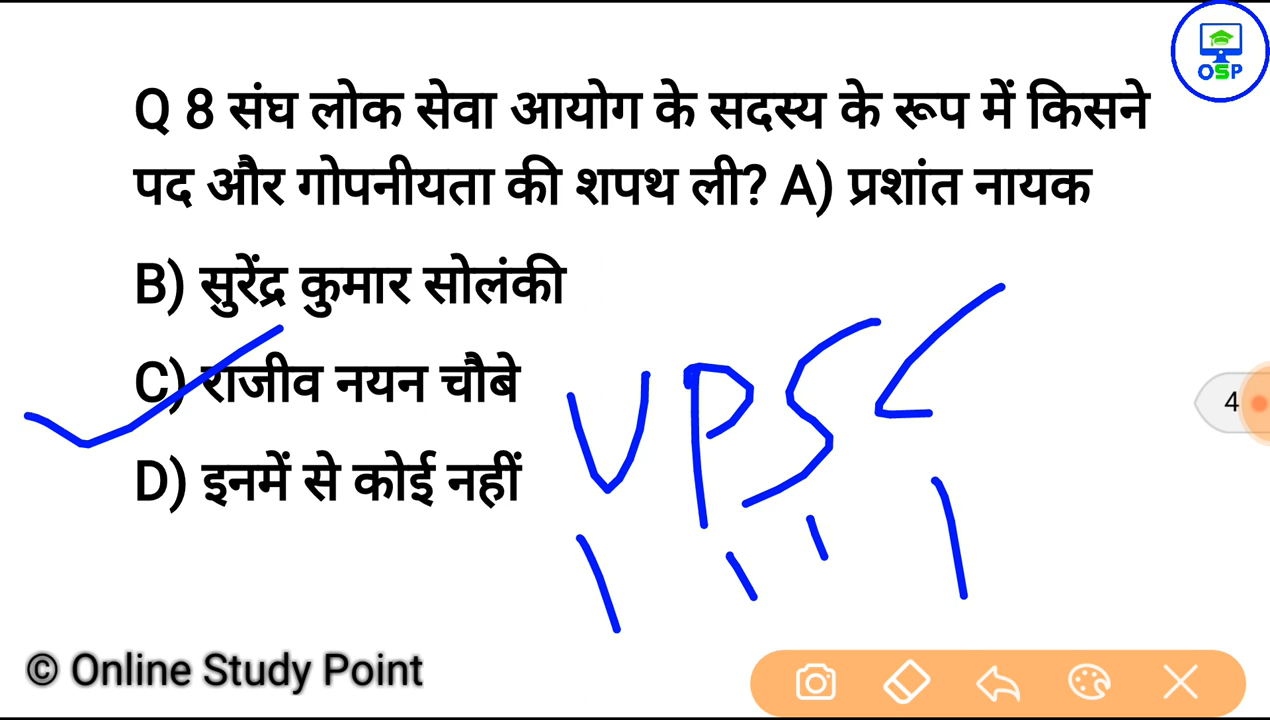 OSP
Q 8 संघ लोक सेवा आयोग के सदस्य के रूप में किसने
पद और गोपनीयता की शपथ ली? A) प्रशांत नायक
B) सुरेंद्र कुमार सोलंकी
C) राजीव नयन चौबे
D) इनमें से कोई नहीं
UPSC
4
© Online Study Point